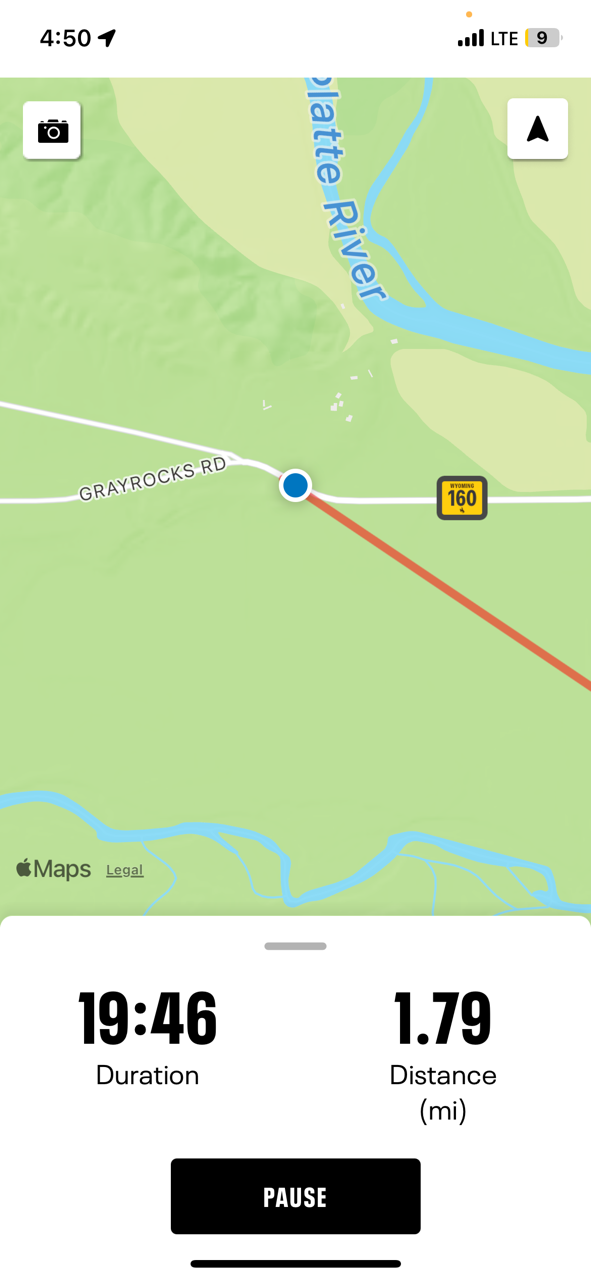 4:50
LTE 9
Platte River
GRAYROCKS RD
WYOMING
160
Maps Legal
19:46 1.79
Duration Distance
(mi)
PAUSE